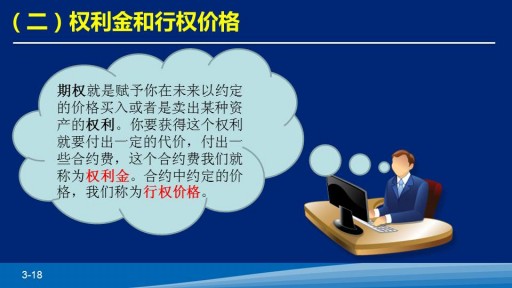 （二）权利金和行权价格
期权就是赋予你在未来以约定
的价格买入或者是卖出某种资
产的权利。你要获得这个权利
就要付出一定的代价，付出一
些合约费，这个合约费我们就
称为权利金。合约中约定的价
格，我们称为行权价格。
3-18